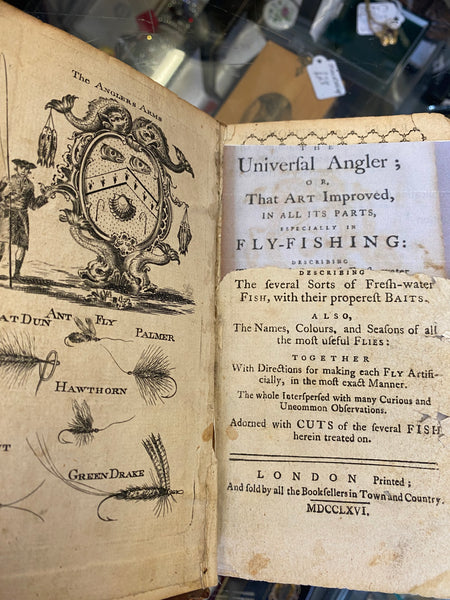 The Anglers Arms
AT DUN
ANT FLY
PALMER
HAWTHORN
GREEN DRAKE
THE
Univerſal Angler;
OR,
That ART Improved,
IN ALL ITS PARTS,
ESPECIALLY IN
FLY-FISHING:
DESCRIBING
DESCRIBING
The ſeveral Sorts of Freſh-water
FISH, with their propereſt BAITS.
ALSO,
The Names, Colours, and Seaſons of all
the moſt uſeful FLIES:
TOGETHER
With Directions for making each FLY Artifi-
cially, in the moſt exact Manner.
The whole Interſperſed with many Curious and
Uncommon Obſervations.
Adorned with CUTS of the ſeveral FISH
herein treated on.
LONDON Printed;
And ſold by all the Bookſellers in Town and Country.
MDCCLXVI.